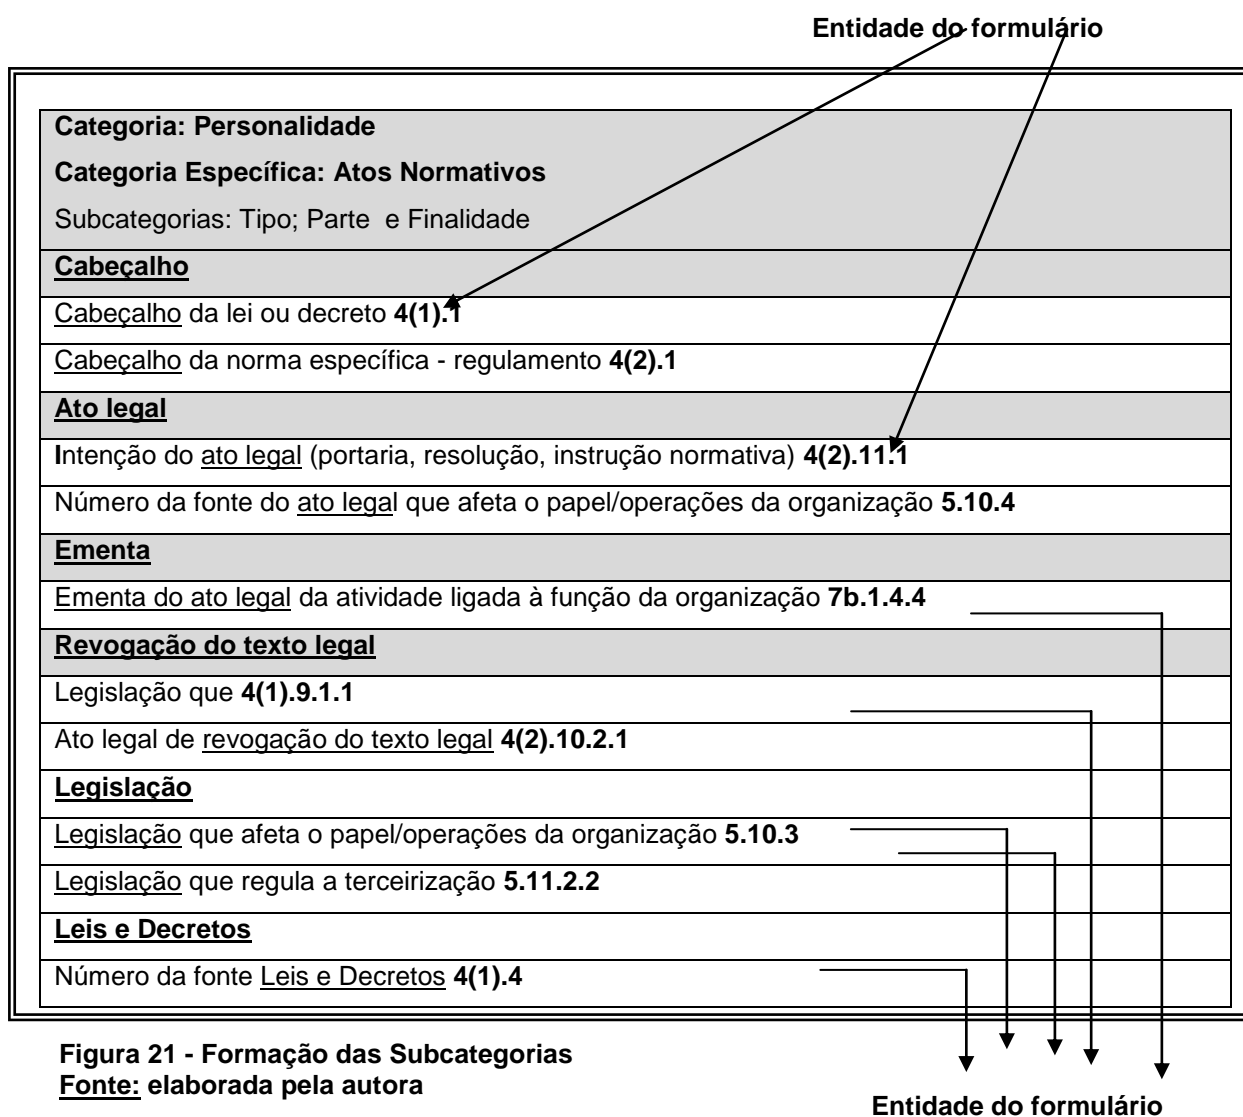 Entidade do formulário
Categoria: Personalidade
Categoria Específica: Atos Normativos
Subcategorias: Tipo; Parte e Finalidade
Cabeçalho
Cabeçalho da lei ou decreto 4(1).1
Cabeçalho da norma específica - regulamento 4(2).1
Ato legal
Intenção do ato legal (portaria, resolução, instrução normativa) 4(2).11.1
Número da fonte do ato legal que afeta o papel/operações da organização 5.10.4
Ementa
Ementa do ato legal da atividade ligada à função da organização 7b.1.4.4
Revogação do texto legal
Legislação que 4(1).9.1.1
Ato legal de revogação do texto legal 4(2).10.2.1
Legislação
Legislação que afeta o papel/operações da organização 5.10.3
Legislação que regula a terceirização 5.11.2.2
Leis e Decretos
Número da fonte Leis e Decretos 4(1).4
Figura 21 - Formação das Subcategorias
Fonte: elaborada pela autora
Entidade do formulário